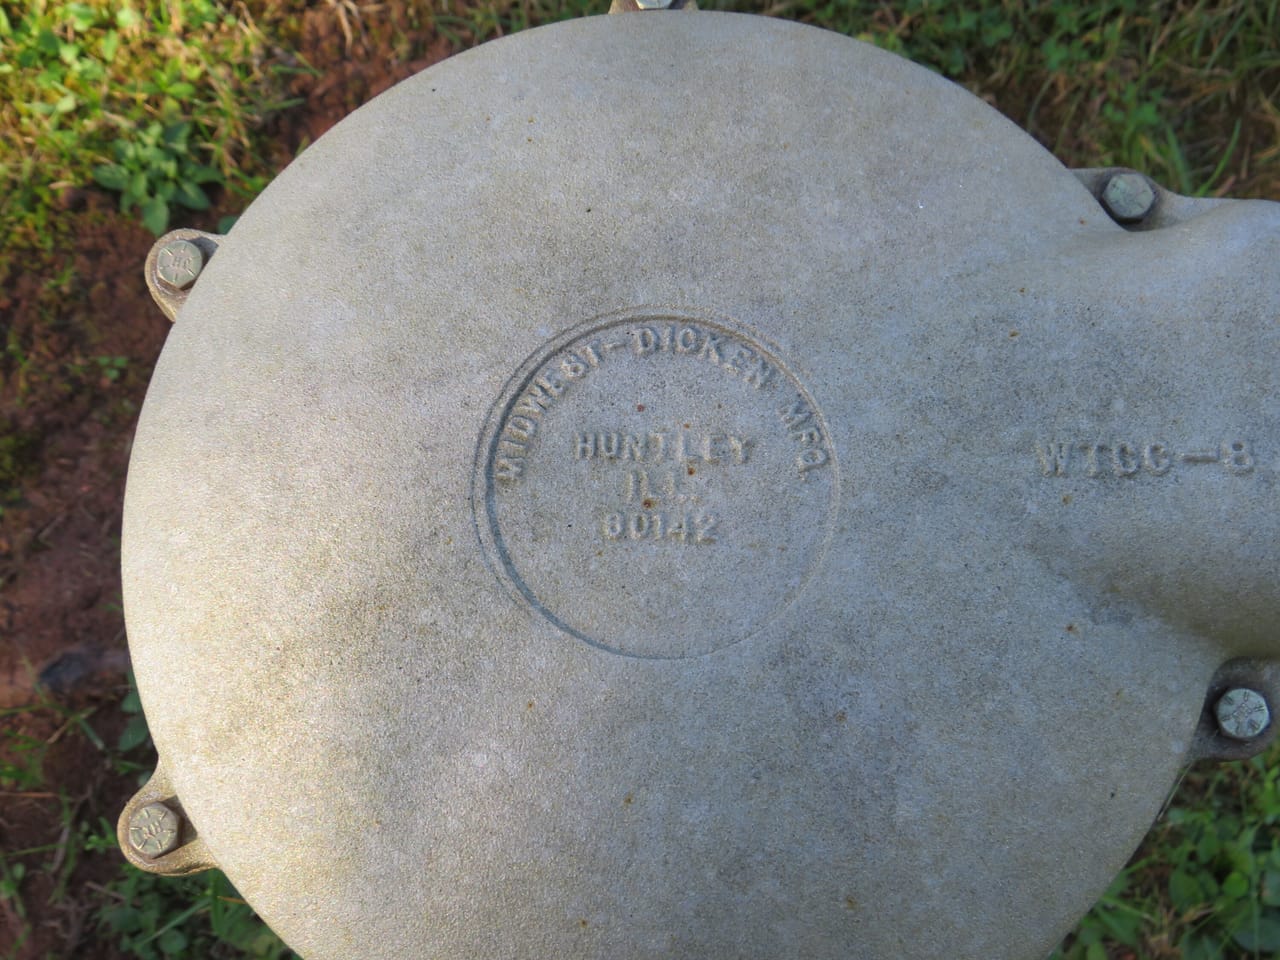 MIDWEST-DICKEN MFG.
HUNTLEY
ILL.
60142
WTCC-8